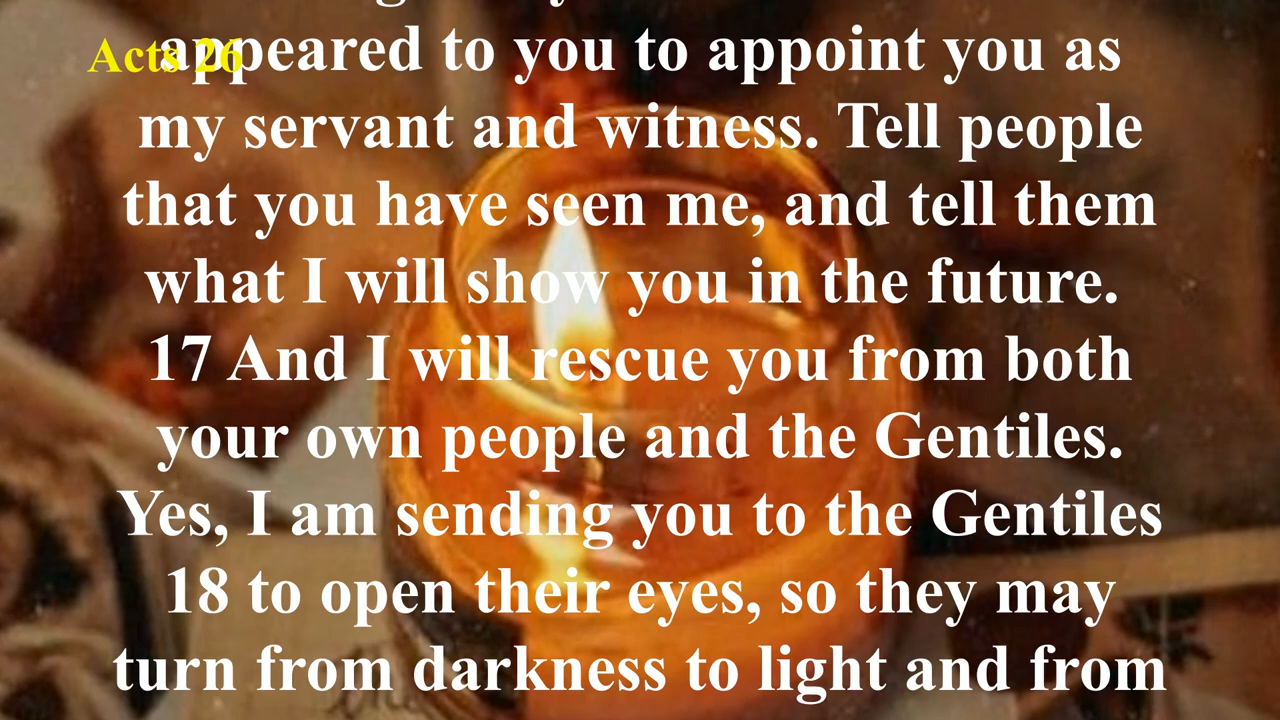 Acts 26
appeared to you to appoint you as
my servant and witness. Tell people
that you have seen me, and tell them
what I will show you in the future.
17 And I will rescue you from both
your own people and the Gentiles.
Yes, I am sending you to the Gentiles
18 to open their eyes, so they may
turn from darkness to light and from